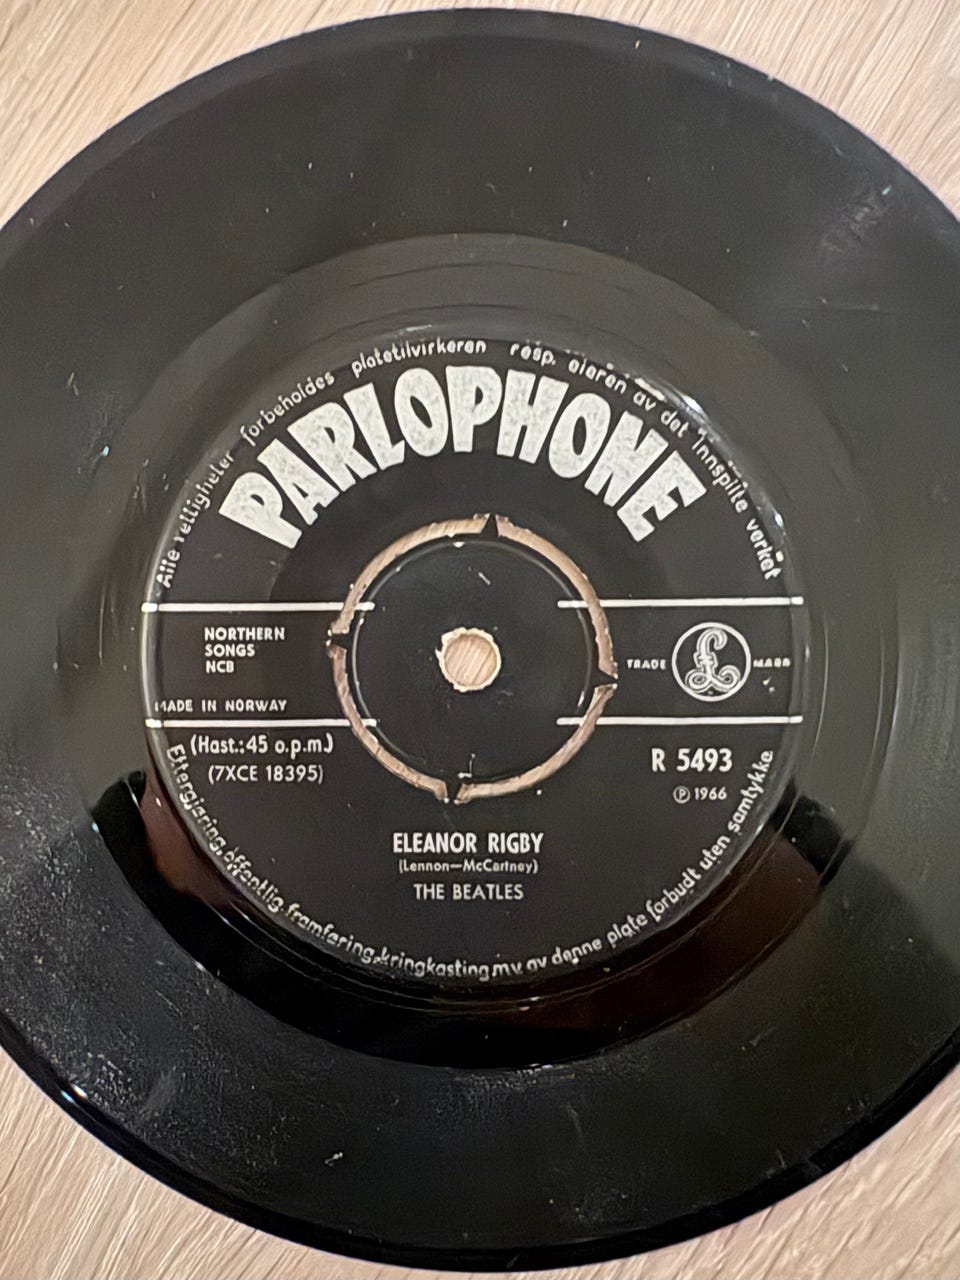 Alle rettigheter forbeholdes platetilvirkeren resp. eieren av det innspilte verket
PARLOPHONE
NORTHERN
SONGS
NCB
TRADE MARK
£
MADE IN NORWAY
(Hast.:45 o.p.m.)
(7XCE 18395)
R 5493
℗ 1966
ELEANOR RIGBY
(Lennon—McCartney)
THE BEATLES
Ettergjøring, offentlig framføring, kringkasting m.v. av denne plate forbudt uten samtykke.